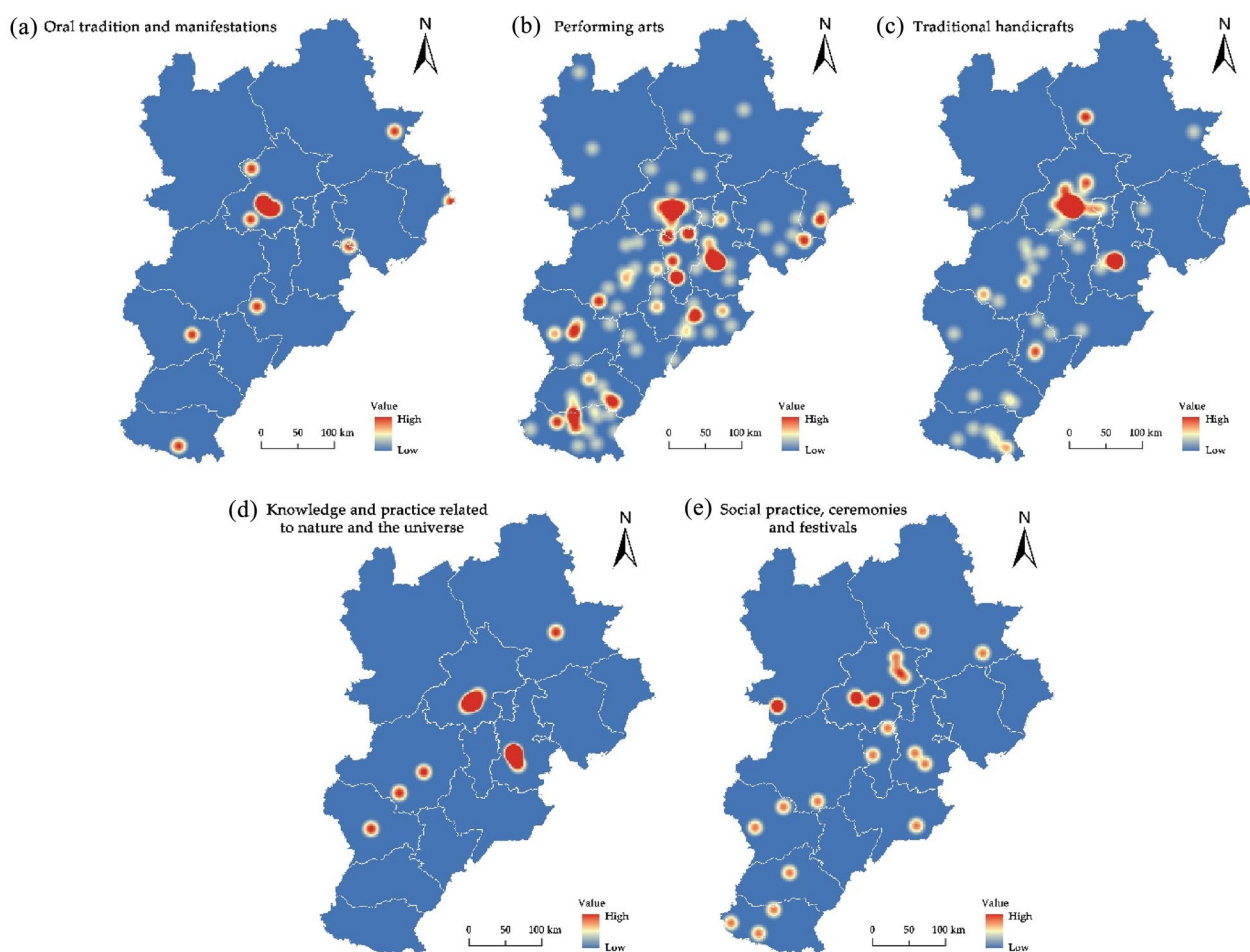 (a) Oral tradition and manifestations
N
Value
High
Low
0 50 100 km
(b) Performing arts
N
Value
High
Low
0 50 100 km
(c) Traditional handicrafts
N
Value
High
Low
0 50 100 km
(d) Knowledge and practice related
to nature and the universe
N
Value
High
Low
0 50 100 km
(e) Social practice, ceremonies
and festivals
N
Value
High
Low
0 50 100 km